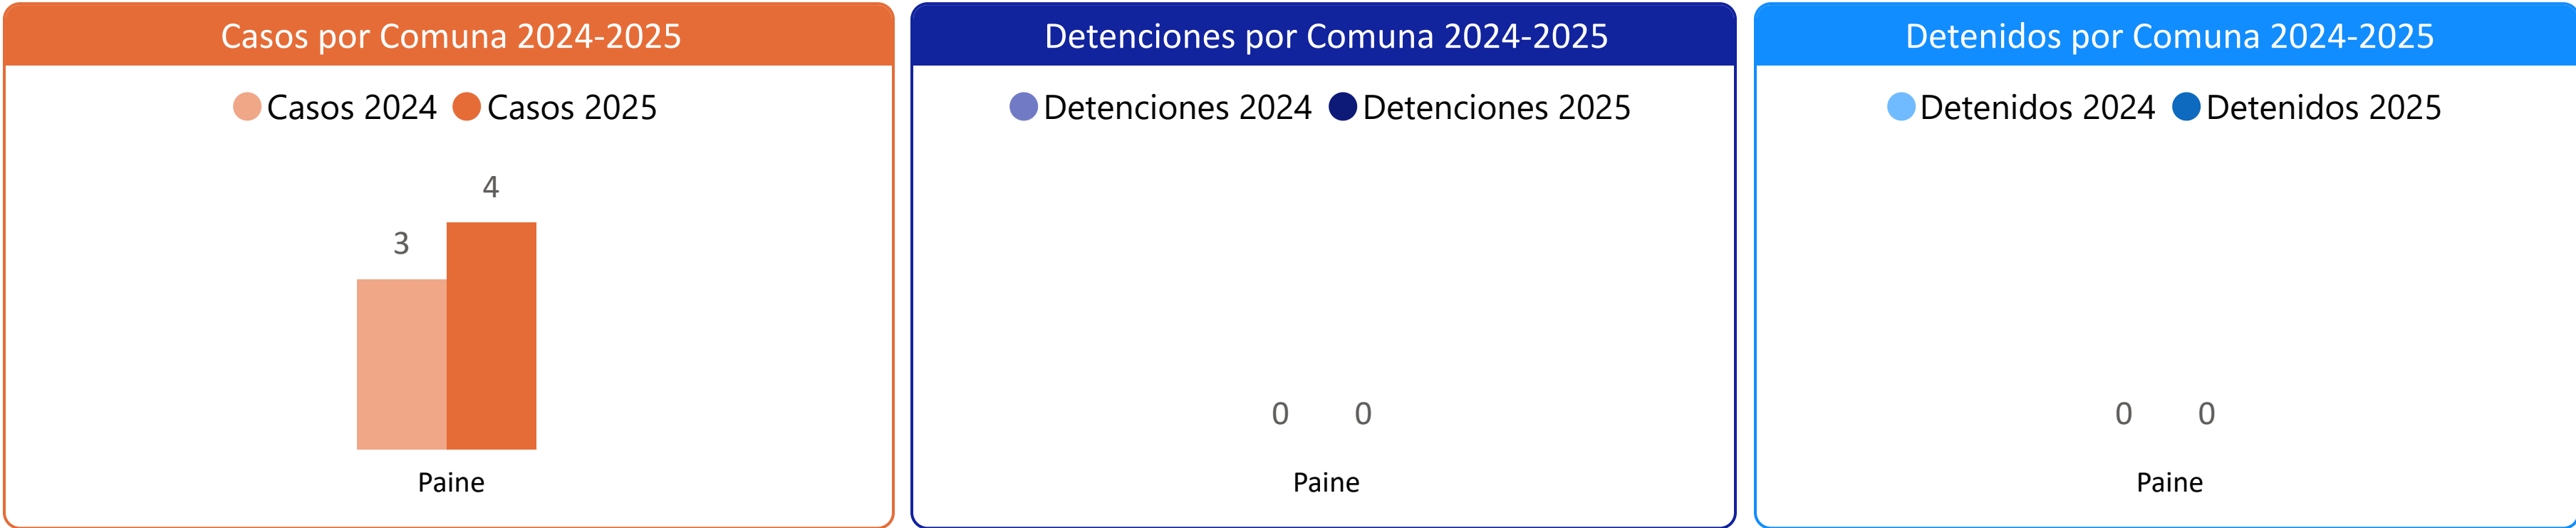 Casos por Comuna 2024-2025
Casos 2024 Casos 2025
3
4
Paine
Detenciones por Comuna 2024-2025
Detenciones 2024 Detenciones 2025
0 0
Paine
Detenidos por Comuna 2024-2025
Detenidos 2024 Detenidos 2025
0 0
Paine